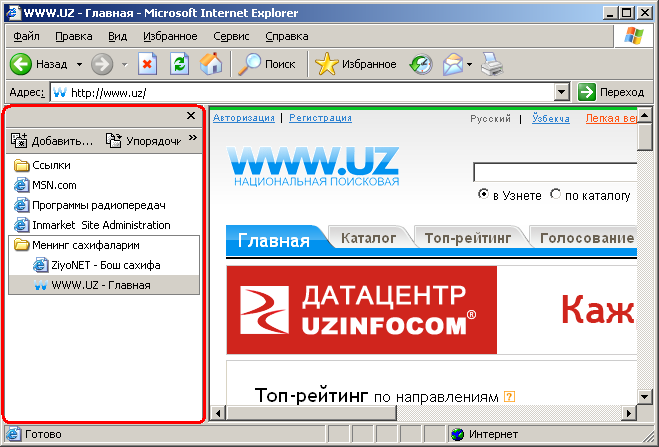 WWW.UZ - Главная - Microsoft Internet Explorer
Файл Правка Вид Избранное Сервис Справка
Назад Поиск Избранное
Адрес: http://www.uz/ Переход
Добавить... Упорядочи »
Ссылки
MSN.com
Программы радиопередач
Inmarket Site Administration
Менинг сахифаларим
ZiyoNET - Бош сахифа
WWW.UZ - Главная
Авторизация | Регистрация Русский | Ўзбекча Легкая вер
WWW.UZ
НАЦИОНАЛЬНАЯ ПОИСКОВАЯ
в Узнете по каталогу
Главная Каталог Топ-рейтинг Голосование
ДАТАЦЕНТР
UZINFOCOM®
Каж
Топ-рейтинг по направлениям ?
Готово Интернет